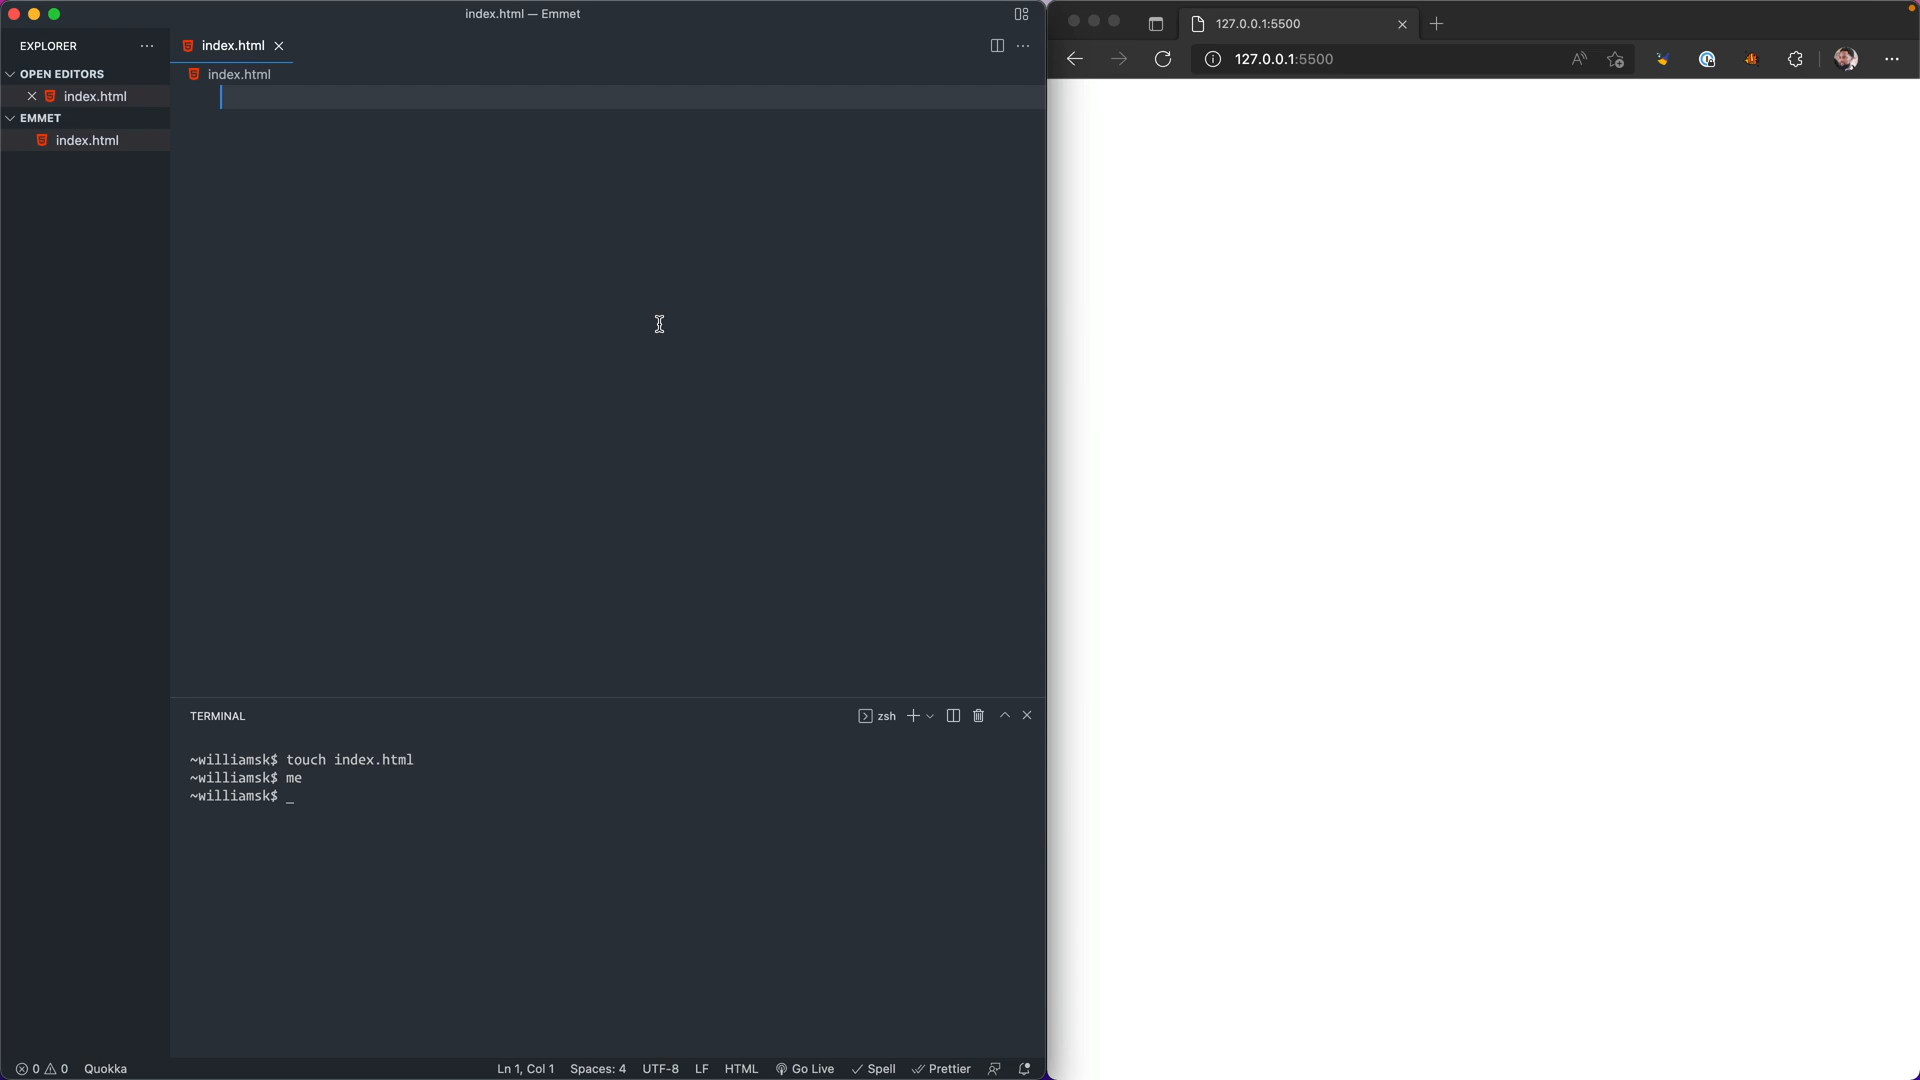 index.html — Emmet
EXPLORER
OPEN EDITORS
index.html
EMMET
index.html
index.html
index.html
TERMINAL
zsh
~williamsk$ touch index.html
~williamsk$ me
~williamsk$ _
0 0 Quokka
Ln 1, Col 1 Spaces: 4 UTF-8 LF HTML Go Live Spell Prettier
127.0.0.1:5500
127.0.0.1:5500